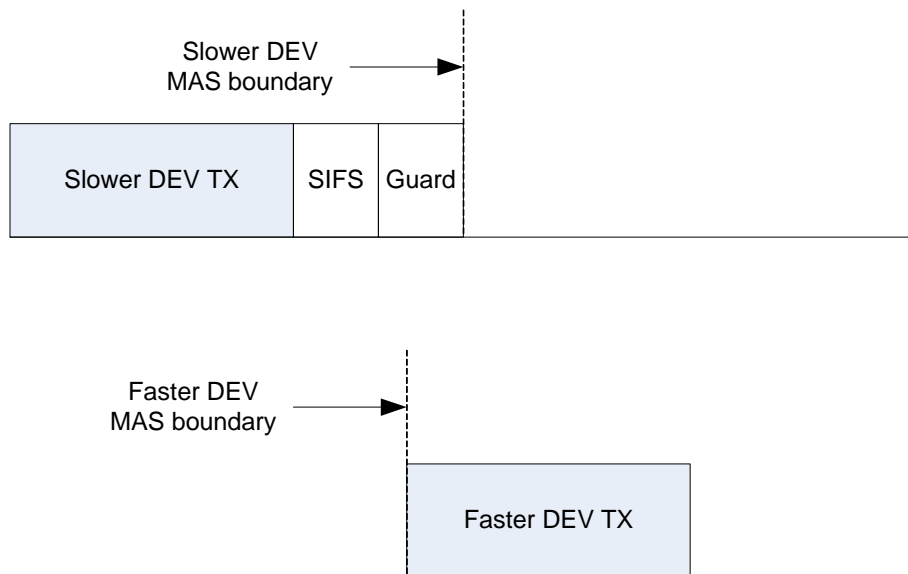 Slower DEV
MAS boundary
Slower DEV TX
SIFS
Guard
Faster DEV
MAS boundary
Faster DEV TX